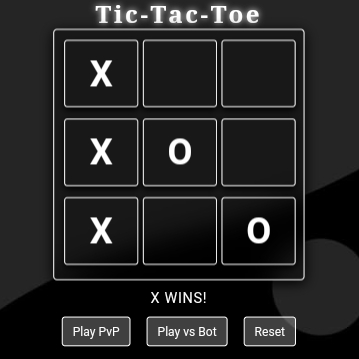 Tic-Tac-Toe
X
X O
X O
X WINS!
Play PvP Play vs Bot Reset